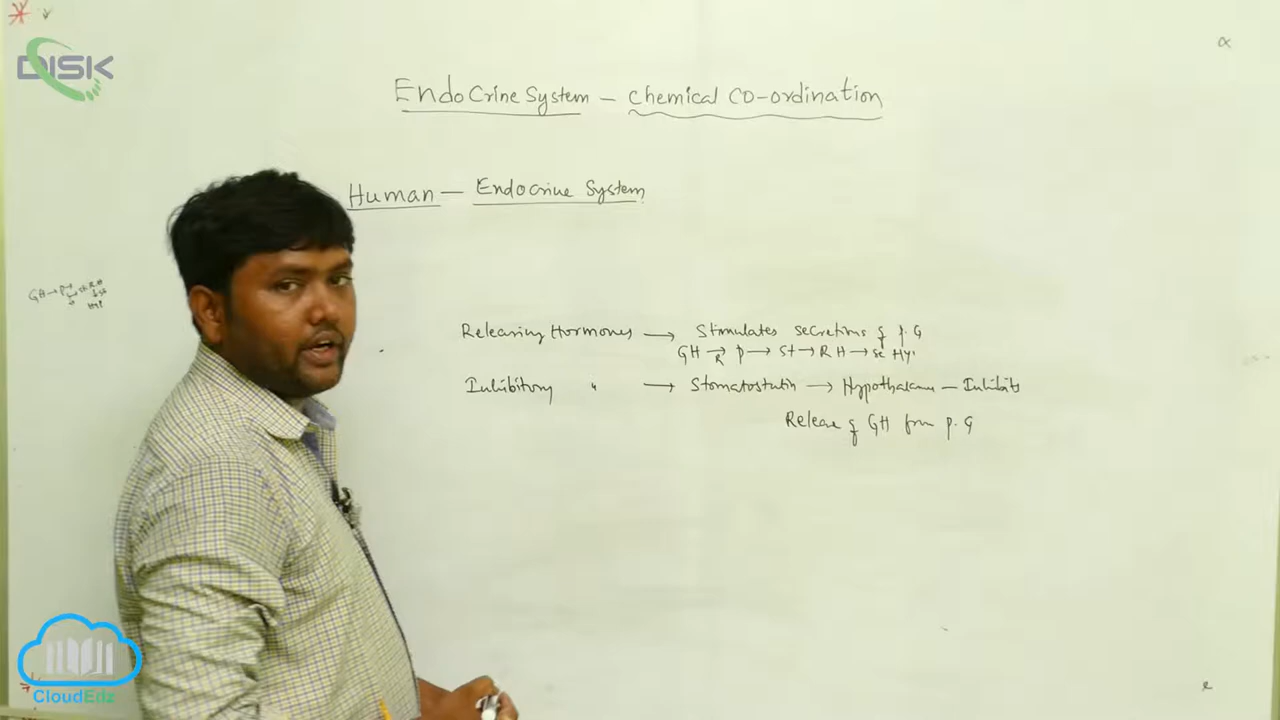 DISK
EndoCrine System – Chemical CO-ordination
Human – Endocrine System
Releasing Hormones → Stimulates secretions of P.G
GH → R P → St → R H → Se Hy.
Inhibitory " → Stomatostatin → Hypothalamus – Inhibits
Release of GH from P.G
CloudEdz